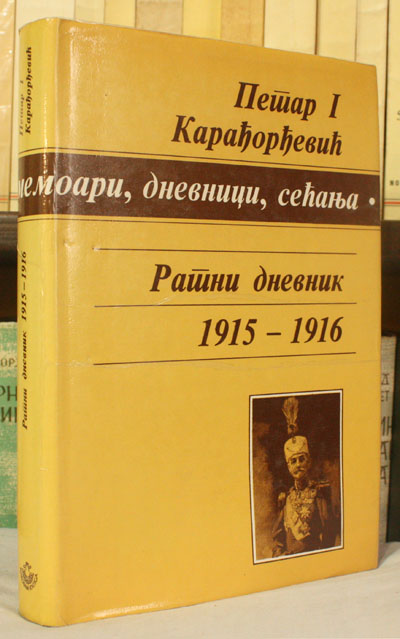 Петар I
Карађорђевић
мемоари, дневници, сећања •
Ратни дневник
1915 – 1916
Петар I
Карађорђевић
Ратни дневник 1915 – 1916